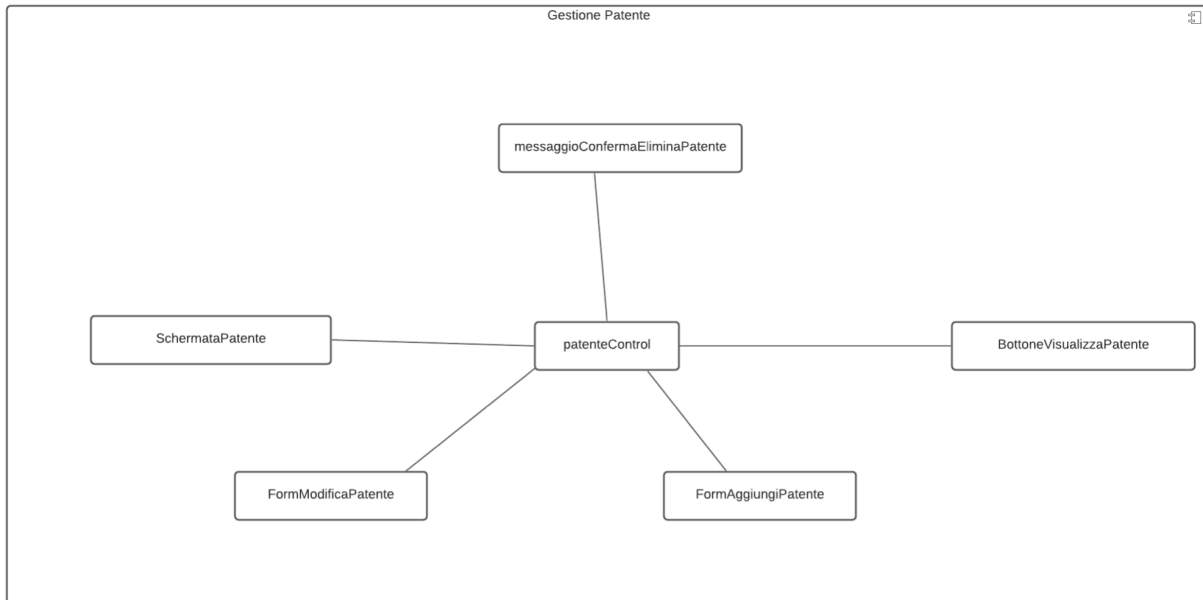 Gestione Patente
messaggioConfermaEliminaPatente
SchermataPatente
patenteControl
BottoneVisualizzaPatente
FormModificaPatente
FormAggiungiPatente